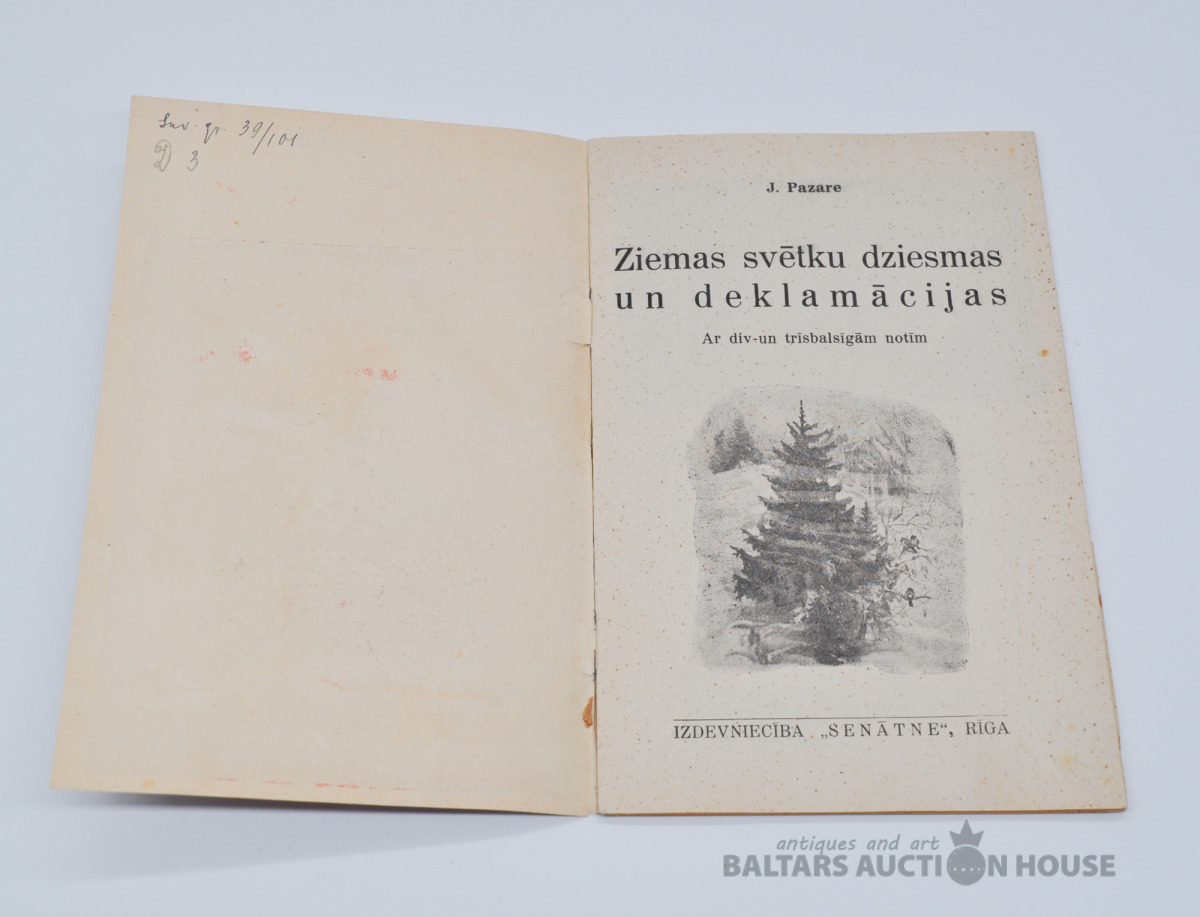 Inv. gr. 39/101.
D 3
J. Pazare
Ziemas svētku dziesmas
un deklamācijas
Ar div-un trīsbalsīgām notīm
IZDEVNIECĪBA „SENĀTNE“, RĪGA
antiques and art
BALTARS AUCTION HOUSE